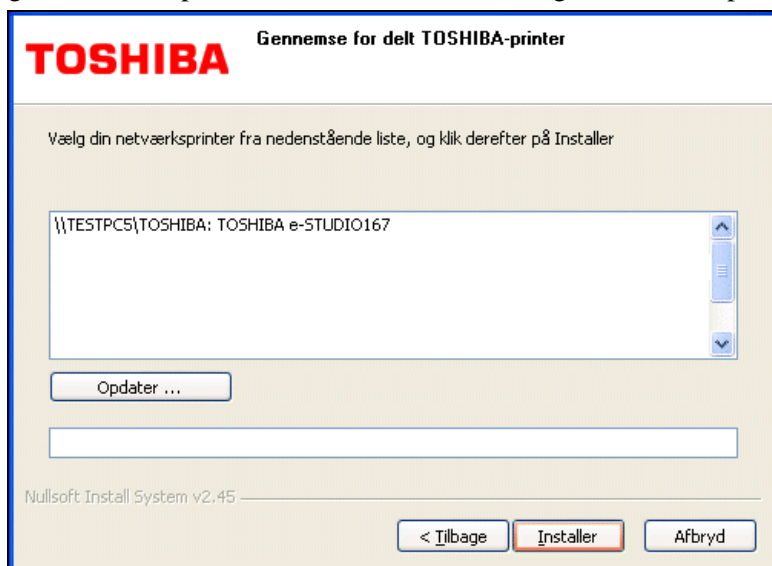 Gennemse for delt TOSHIBA-printer
TOSHIBA
Vælg din netværksprinter fra nedenstående liste, og klik derefter på Installer
\\TESTPC5\TOSHIBA: TOSHIBA e-STUDIO167
Opdater ...
Nullsoft Install System v2.45
< Tilbage
Installer
Afbryd